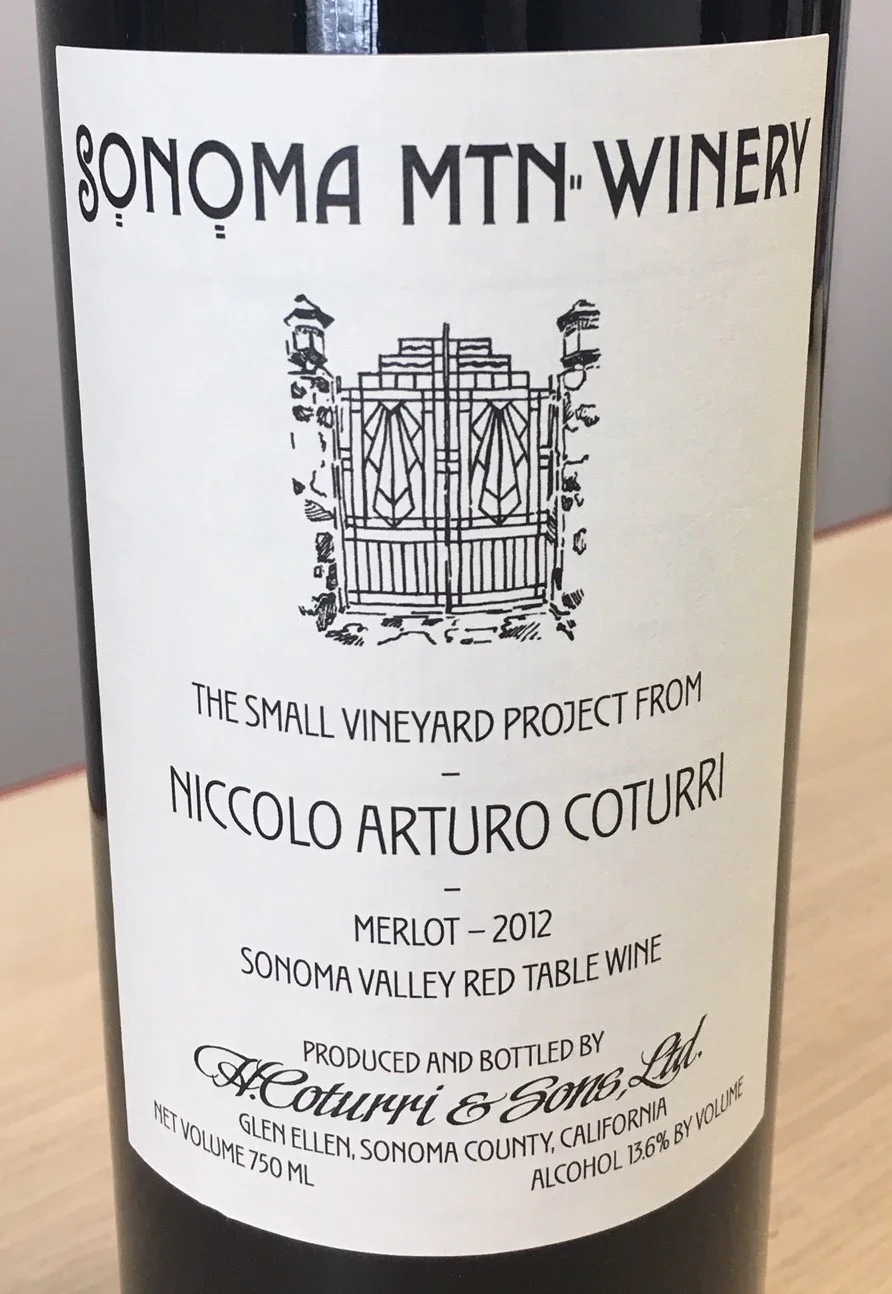 SONOMA MTN" WINERY
THE SMALL VINEYARD PROJECT FROM
–
NICCOLO ARTURO COTURRI
–
MERLOT – 2012
SONOMA VALLEY RED TABLE WINE
PRODUCED AND BOTTLED BY
H. Coturri & Sons, Ltd.
GLEN ELLEN, SONOMA COUNTY, CALIFORNIA
NET VOLUME 750 ML
ALCOHOL 13.6% BY VOLUME